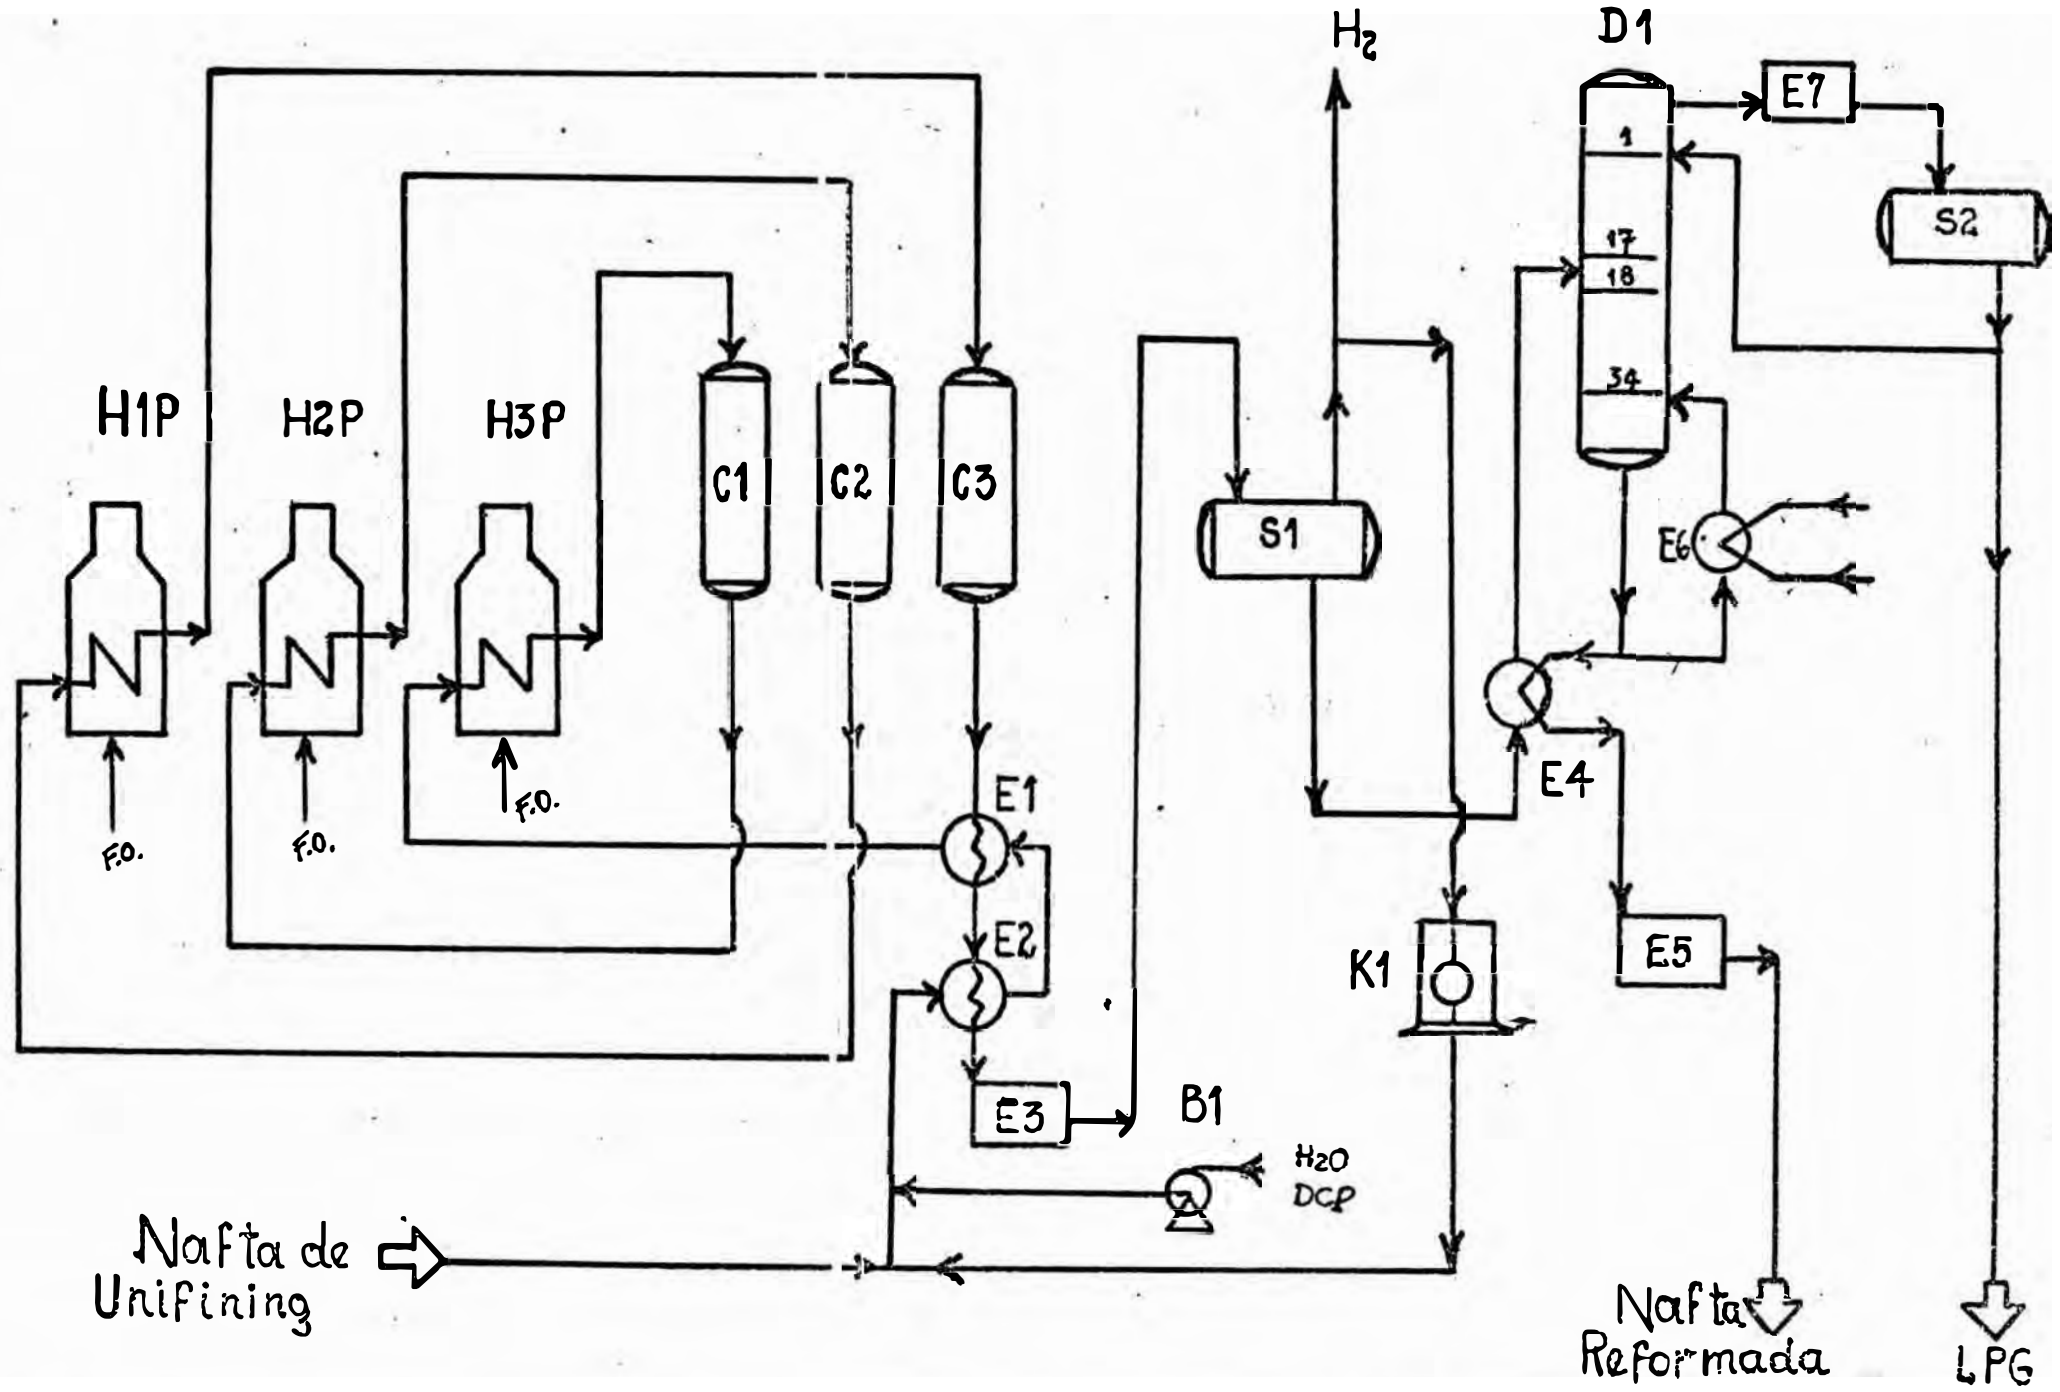 H2
D1
E7
1
S2
17
18
34
H1P
H2P
H3P
C1
C2
C3
S1
E6
E1
E4
F.O.
F.O.
F.O.
E2
K1
E5
E3
B1
H2O
DCP
Nafta de
Unifining
Nafta
Reformada
LPG